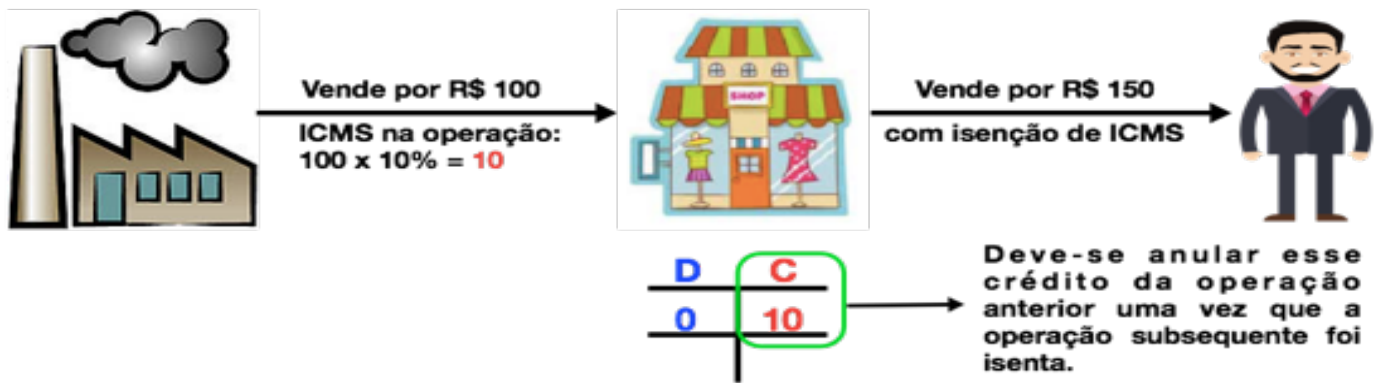 Vende por R$ 100
ICMS na operação:
100 x 10% = 10
SHOP
Vende por R$ 150
com isenção de ICMS
D C
0 10
Deve-se anular esse
crédito da operação
anterior uma vez que a
operação subsequente foi
isenta.